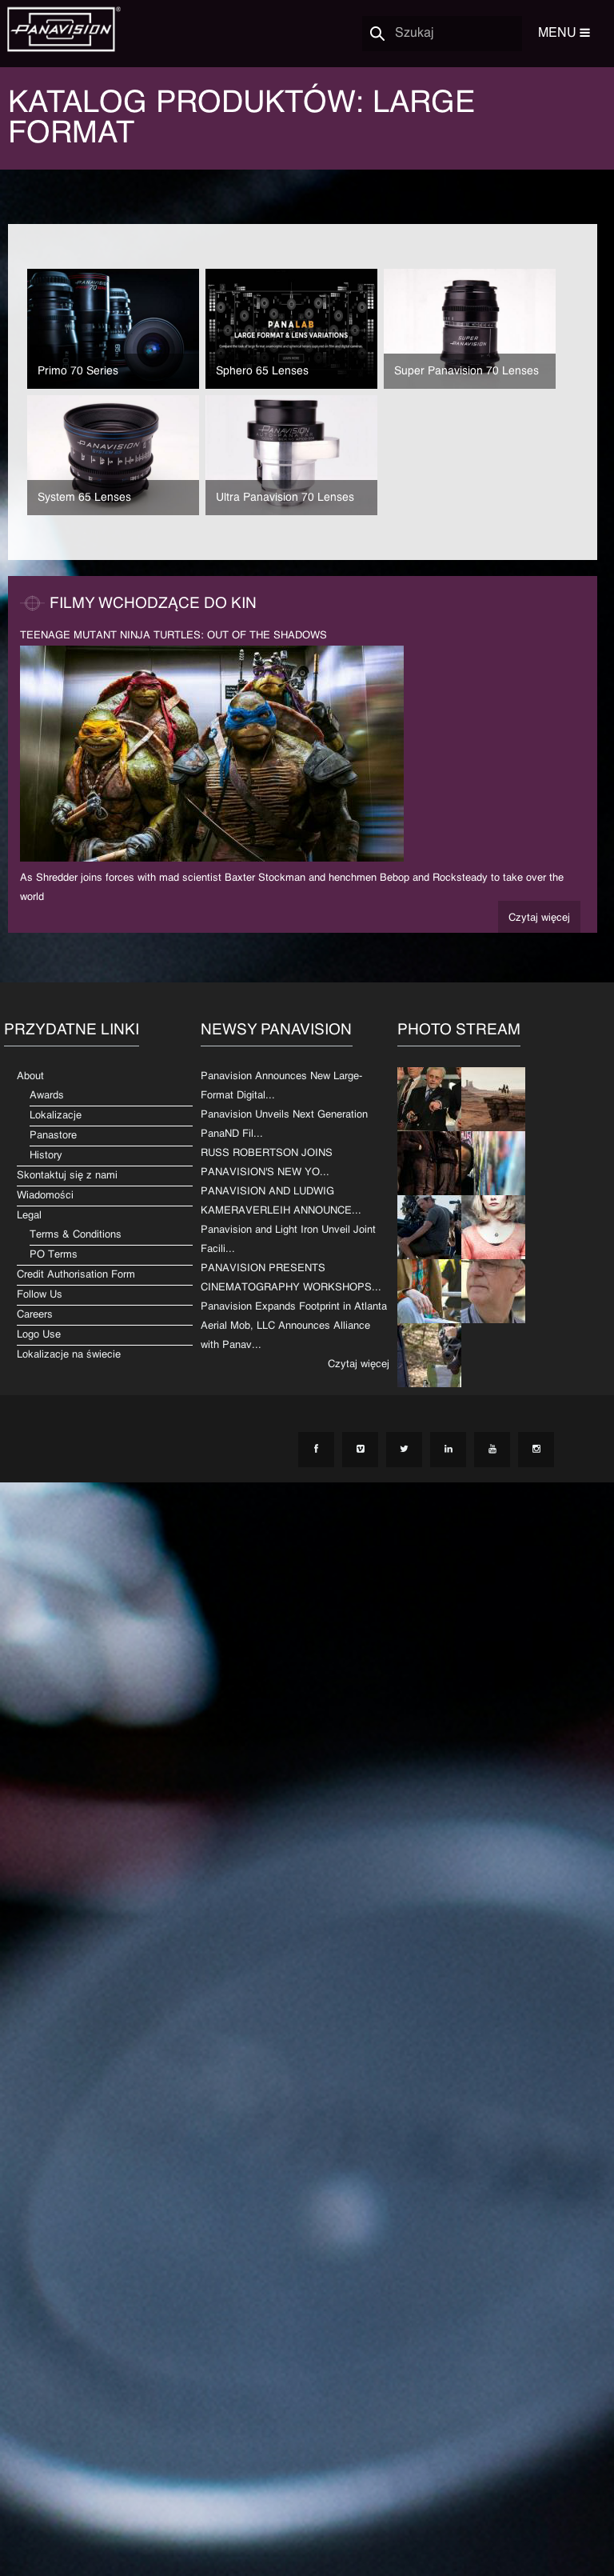 PANAVISION®
Szukaj
MENU
KATALOG PRODUKTÓW: LARGE
FORMAT
PANAVISION
70
Primo 70 Series
PANALAB
LARGE FORMAT & LENS VARIATIONS
Sphero 65 Lenses
SUPER
PANAVISION
Super Panavision 70 Lenses
PANAVISION
SYSTEM 65
System 65 Lenses
PANAVISION
Ultra Panavision 70 Lenses
FILMY WCHODZĄCE DO KIN
TEENAGE MUTANT NINJA TURTLES: OUT OF THE SHADOWS
As Shredder joins forces with mad scientist Baxter Stockman and henchmen Bebop and Rocksteady to take over the
world
Czytaj więcej
PRZYDATNE LINKI
About
Awards
Lokalizacje
Panastore
History
Skontaktuj się z nami
Wiadomości
Legal
Terms & Conditions
PO Terms
Credit Authorisation Form
Follow Us
Careers
Logo Use
Lokalizacje na świecie
NEWSY PANAVISION
Panavision Announces New Large-
Format Digital...
Panavision Unveils Next Generation
PanaND Fil...
RUSS ROBERTSON JOINS
PANAVISION'S NEW YO...
PANAVISION AND LUDWIG
KAMERAVERLEIH ANNOUNCE...
Panavision and Light Iron Unveil Joint
Facili...
PANAVISION PRESENTS
CINEMATOGRAPHY WORKSHOPS...
Panavision Expands Footprint in Atlanta
Aerial Mob, LLC Announces Alliance
with Panav...
Czytaj więcej
PHOTO STREAM